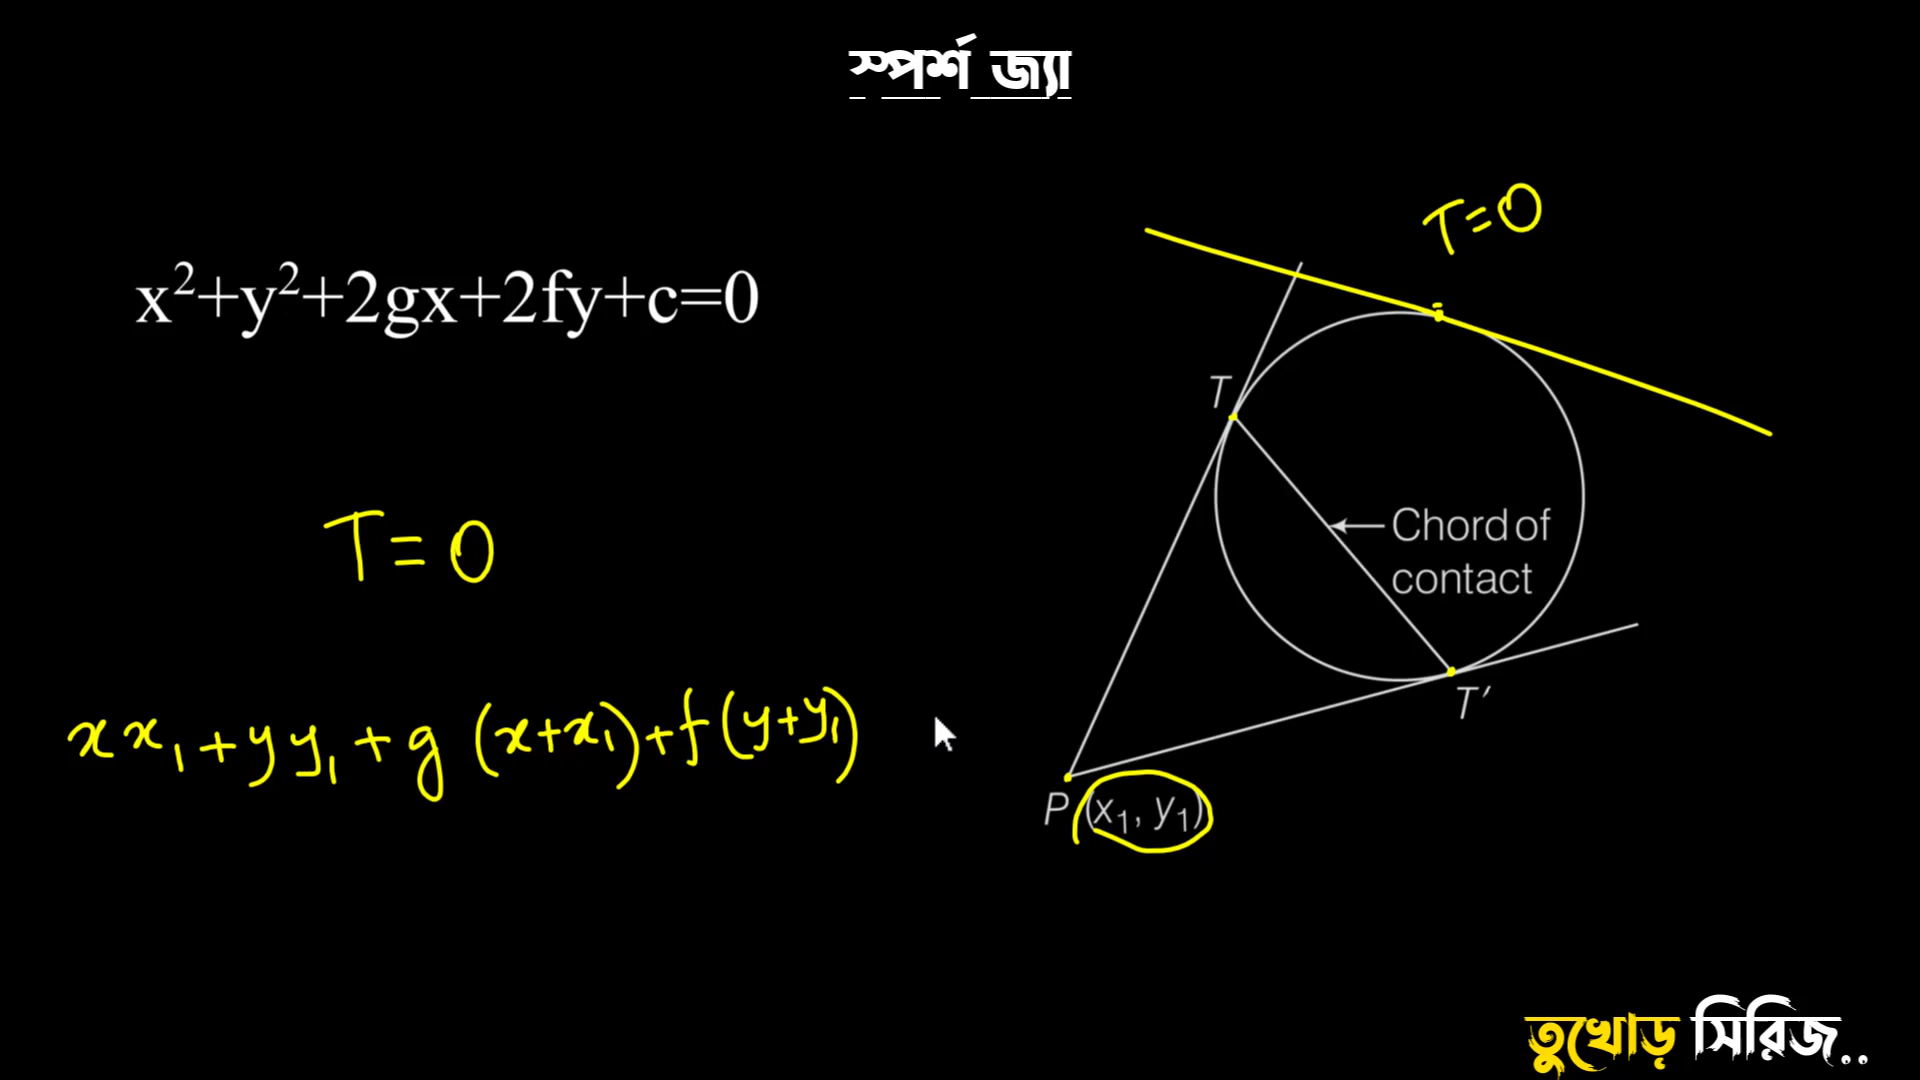 স্পর্শ জ্যা
T=0
x²+y²+2gx+2fy+c=0
T
Chord of
contact
T=0
T′
xx₁+yy₁+g(x+x₁)+f(y+y₁)
P(x₁, y₁)
তুখোড় সিরিজ..